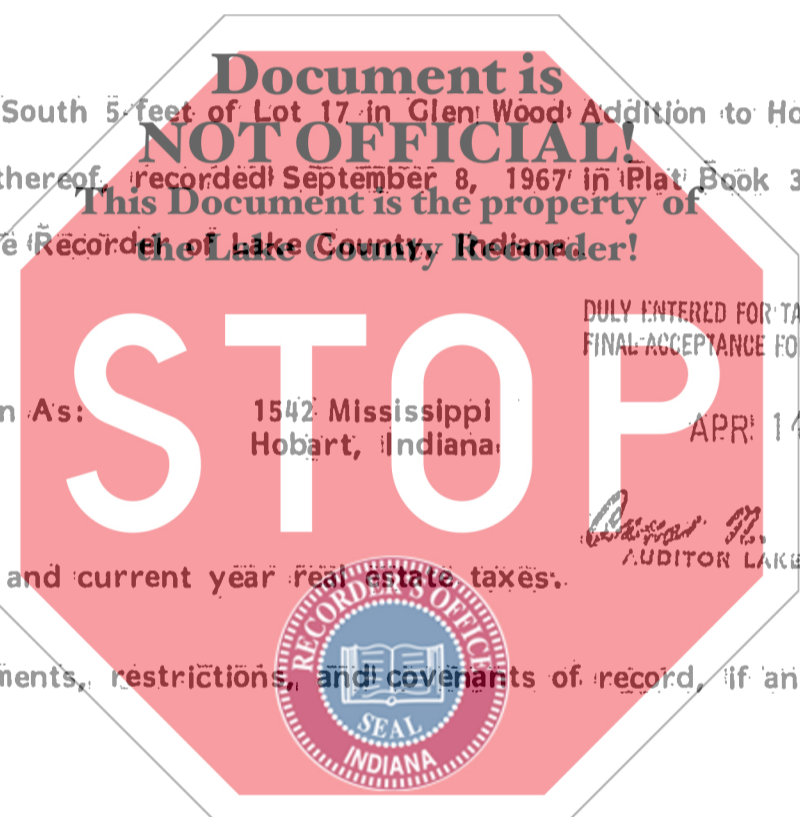 Document is
South 5 feet of Lot 17 in Glen Wood Addition to Ho
NOT OFFICIAL!
thereof, recorded September 8, 1967 in Plat Book 3
This Document is the property of
e Recorder of Lake County, Indiana.
the Lake County Recorder!
DULY ENTERED FOR TA
FINAL ACCEPTANCE FO
STOP
n As: 1542 Mississippi
Hobart, Indiana
APR 14
AUDITOR LAKE
and current year real estate taxes.
RECORDER'S OFFICE
ments, restrictions, and covenants of record, if an
SEAL
INDIANA